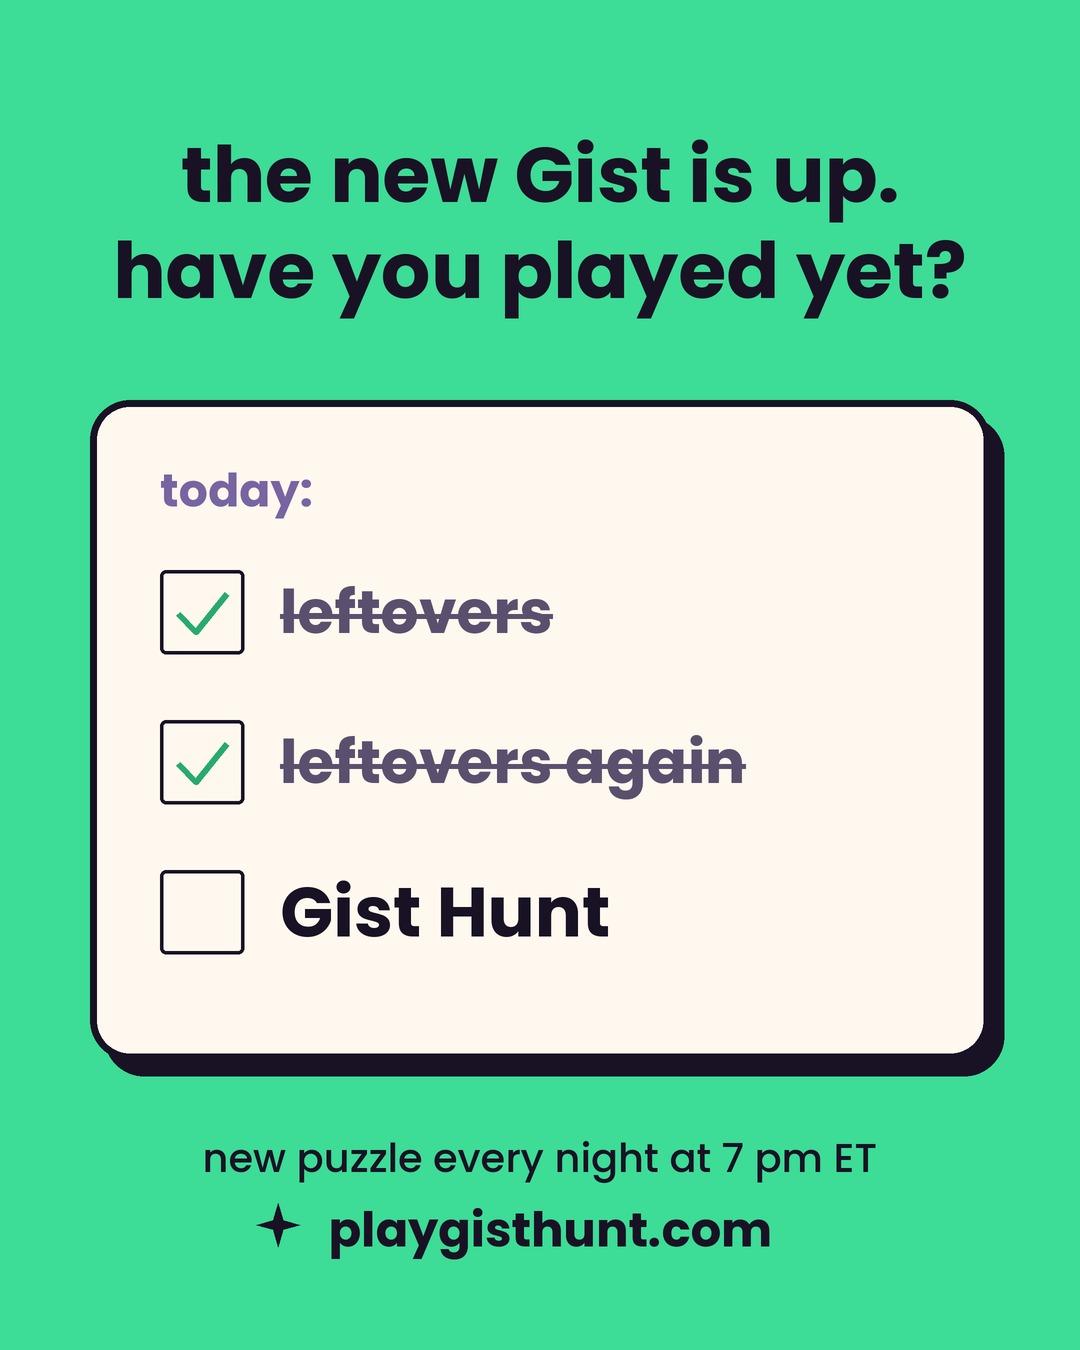 the new Gist is up.
have you played yet?
today:
leftovers
leftovers again
Gist Hunt
new puzzle every night at 7 pm ET
playgisthunt.com